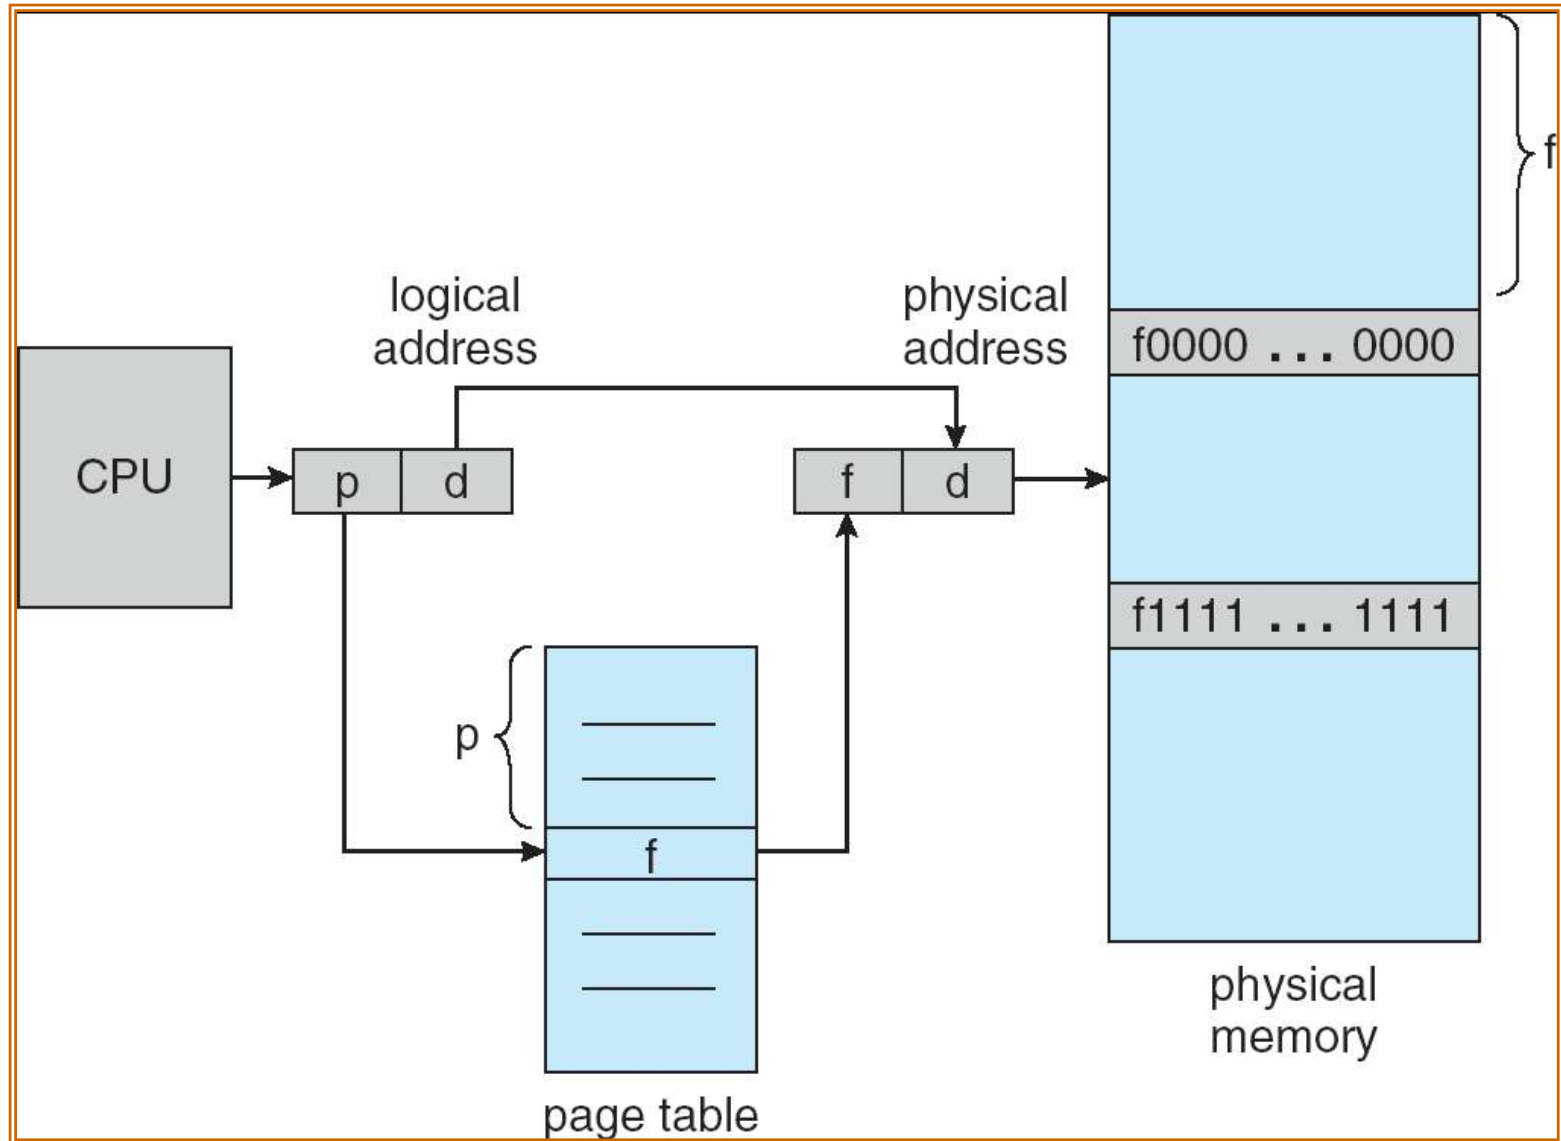 f
logical
address
physical
address
f0000 ... 0000
CPU
p
d
f
d
f1111 ... 1111
p
f
physical
memory
page table